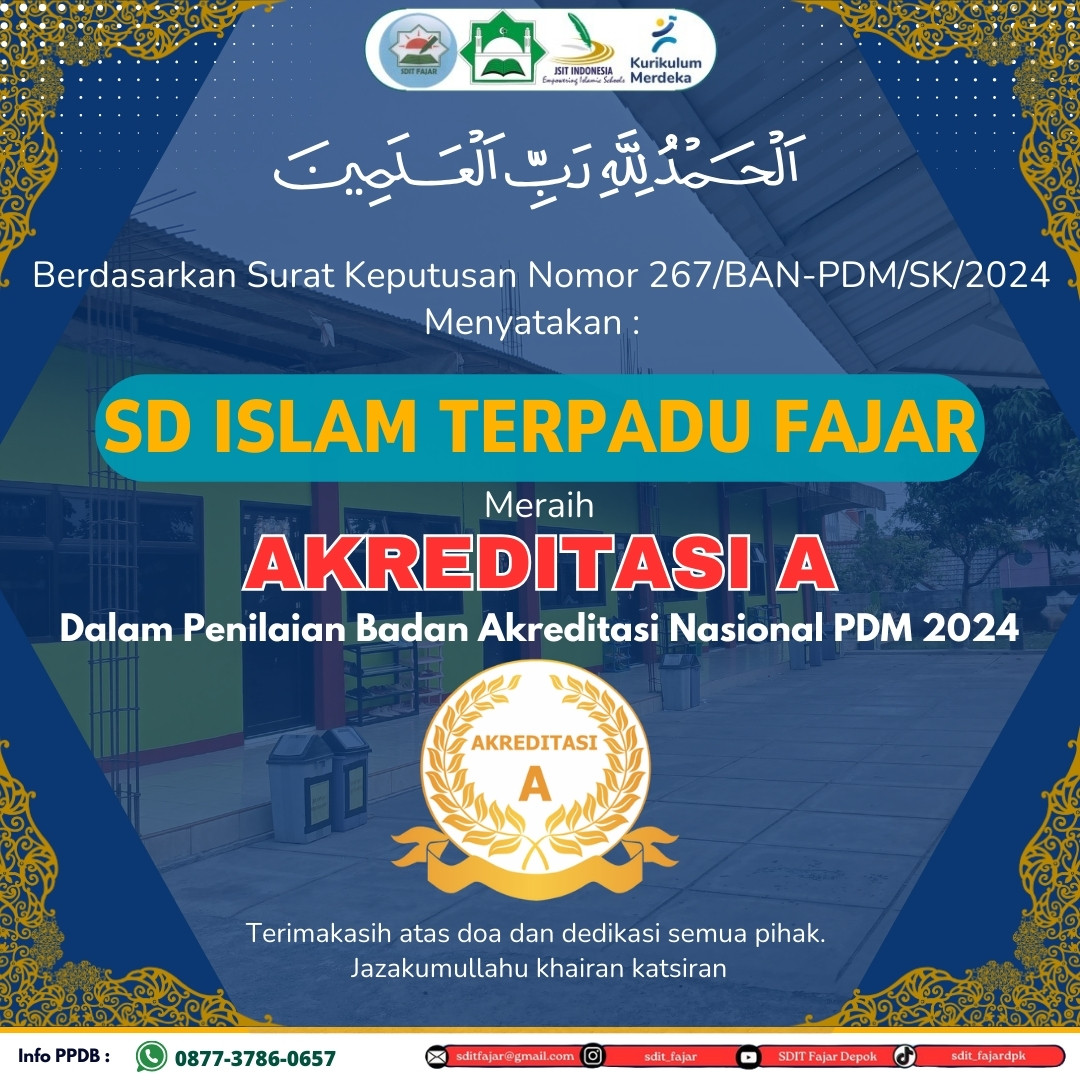 SDIT FAJAR
JSIT INDONESIA
Empowering Islamic Schools
Kurikulum
Merdeka
اَلْحَمْدُ لِلّٰهِ رَبِّ الْعٰلَمِينَ
Berdasarkan Surat Keputusan Nomor 267/BAN-PDM/SK/2024
Menyatakan :
SD ISLAM TERPADU FAJAR
Meraih
AKREDITASI A
Dalam Penilaian Badan Akreditasi Nasional PDM 2024
AKREDITASI
A
Terimakasih atas doa dan dedikasi semua pihak.
Jazakumullahu khairan katsiran
Info PPDB : 0877-3786-0657 sditfajar@gmail.com sdit_fajar SDIT Fajar Depok sdit_fajardpk